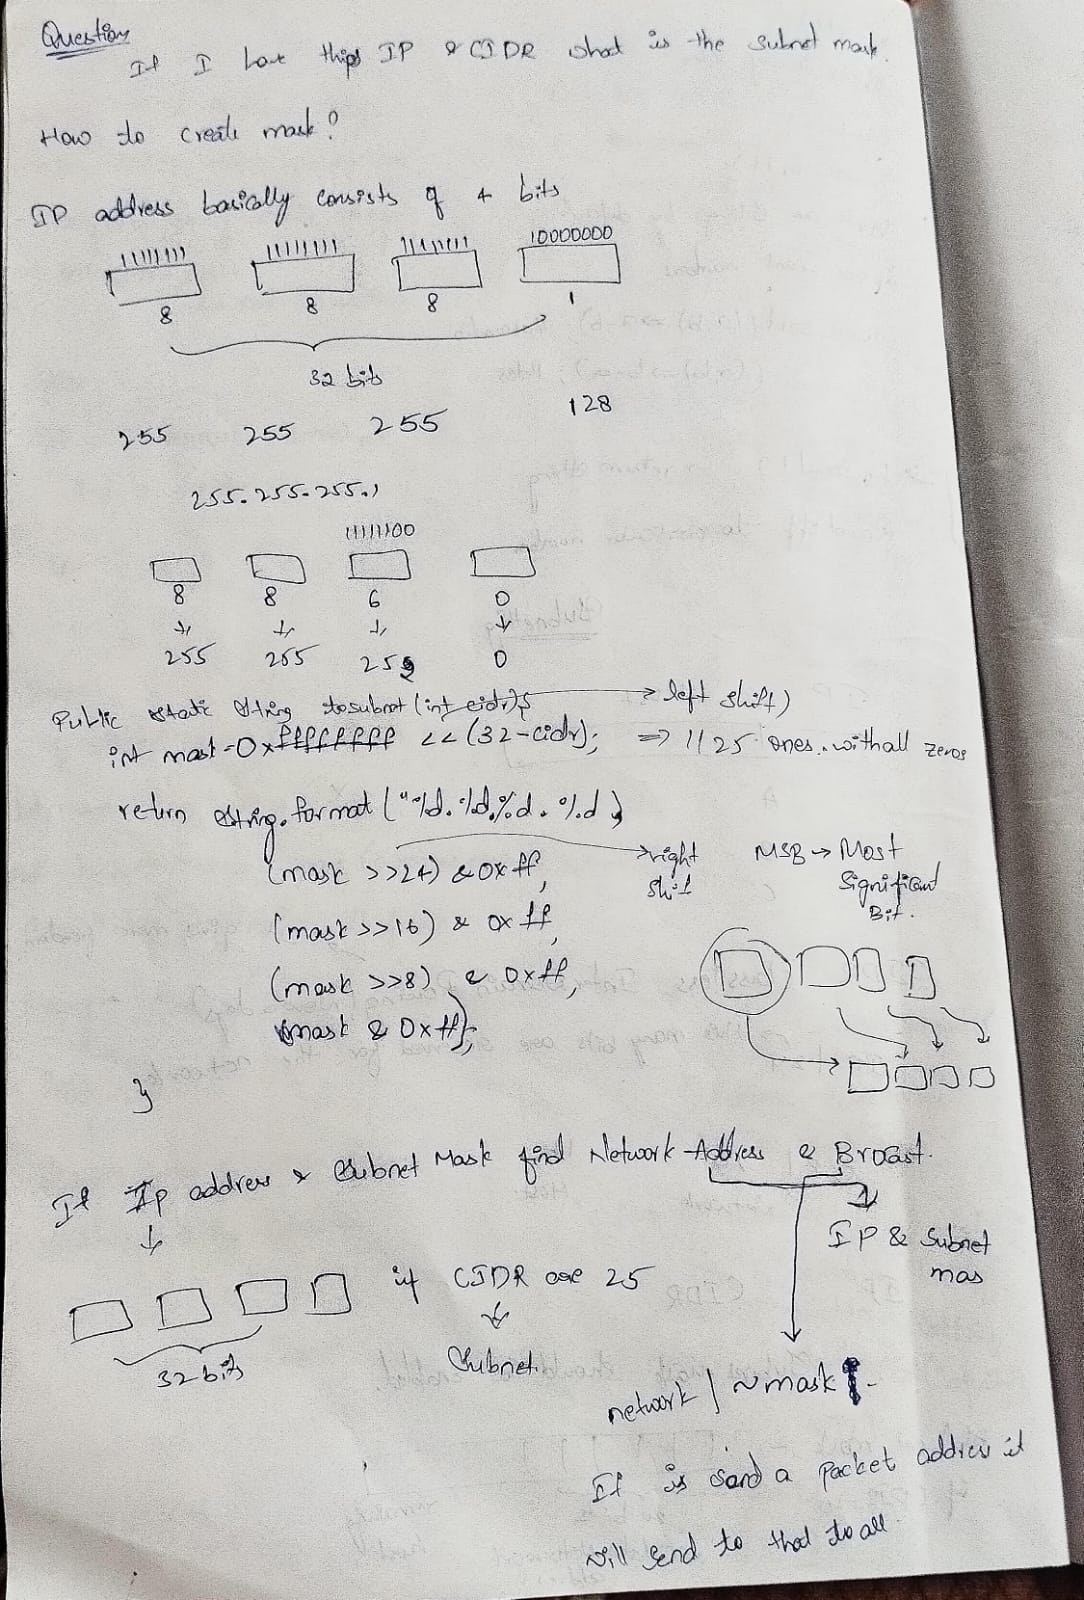 Question
If I have this IP & CIDR what is the subnet mask.
How to create mask?
IP address basically consists of 4 bits
11111111 11111111 11111111 10000000
8 8 8 1
32 bits
255 255 255 128
255.255.255.1
11111100
8 8 6 0
255 255 252 0
Public static String tosubnet (int cidr){ → left shift)
int mask=0xffffffff << (32-cidr); ⇒ 1125 ones.. with all zeros
return String.format ("%d.%d.%d.%d)
(mask >>24) & 0xff, → right shif
(mask >>16) & 0xff,
(mask >>8) & 0xff,
(mask & 0xff);
}
MSB → Most
Significant
Bit.
If Ip address & Subnet Mask find Network Address & Brocast.
IP & Subnet
mas
if CIDR are 25
32 bits
Subnet.
network | ~mask
If is send a packet address it
will send to that to all.